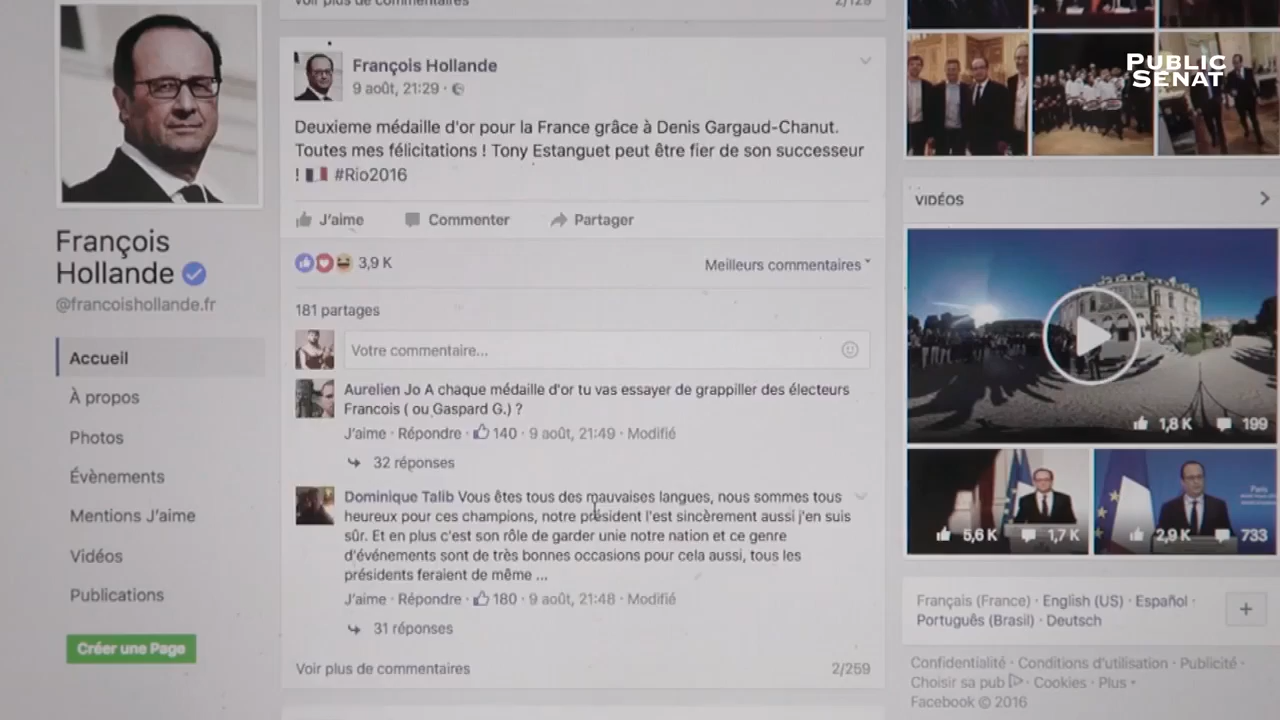 Voir plus de commentaires
2/129
François Hollande
9 août, 21:29 ·
Deuxieme médaille d'or pour la France grâce à Denis Gargaud-Chanut.
Toutes mes félicitations ! Tony Estanguet peut être fier de son successeur
! 🇫🇷 #Rio2016
J'aime Commenter Partager
3,9 K Meilleurs commentaires
181 partages
Votre commentaire...
Aurelien Jo A chaque médaille d'or tu vas essayer de grappiller des électeurs
Francois ( ou Gaspard G.) ?
J'aime · Répondre · 140 · 9 août, 21:49 · Modifié
32 réponses
Dominique Talib Vous êtes tous des mauvaises langues, nous sommes tous
heureux pour ces champions, notre président l'est sincèrement aussi j'en suis
sûr. Et en plus c'est son rôle de garder unie notre nation et ce genre
d'événements sont de très bonnes occasions pour cela aussi, tous les
présidents feraient de même ...
J'aime · Répondre · 180 · 9 août, 21:48 · Modifié
31 réponses
Voir plus de commentaires 2/259
François
Hollande
@francoishollande.fr
Accueil
À propos
Photos
Évènements
Mentions J'aime
Vidéos
Publications
Créer une Page
PUBLIC
SENAT
VIDÉOS
1,8 K 199
5,6 K 1,7 K
2,9 K 733
Paris
Français (France) · English (US) · Español ·
Português (Brasil) · Deutsch
+
Confidentialité · Conditions d'utilisation · Publicité ·
Choisir sa pub · Cookies · Plus
Facebook © 2016